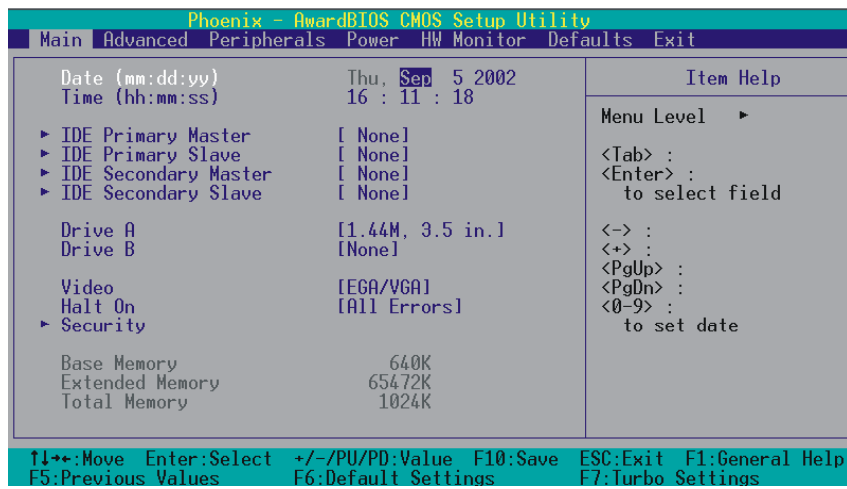 Phoenix - AwardBIOS CMOS Setup Utility
Main Advanced Peripherals Power HW Monitor Defaults Exit
Date (mm:dd:yy) Thu, Sep 5 2002
Time (hh:mm:ss) 16 : 11 : 18
► IDE Primary Master [ None]
► IDE Primary Slave [ None]
► IDE Secondary Master [ None]
► IDE Secondary Slave [ None]
Drive A [1.44M, 3.5 in.]
Drive B [None]
Video [EGA/VGA]
Halt On [All Errors]
► Security
Base Memory 640K
Extended Memory 65472K
Total Memory 1024K
Item Help
Menu Level ►
<Tab> :
<Enter> :
to select field
<-> :
<+> :
<PgUp> :
<PgDn> :
<0-9> :
to set date
↑↓→←:Move Enter:Select +/-/PU/PD:Value F10:Save ESC:Exit F1:General Help
F5:Previous Values F6:Default Settings F7:Turbo Settings